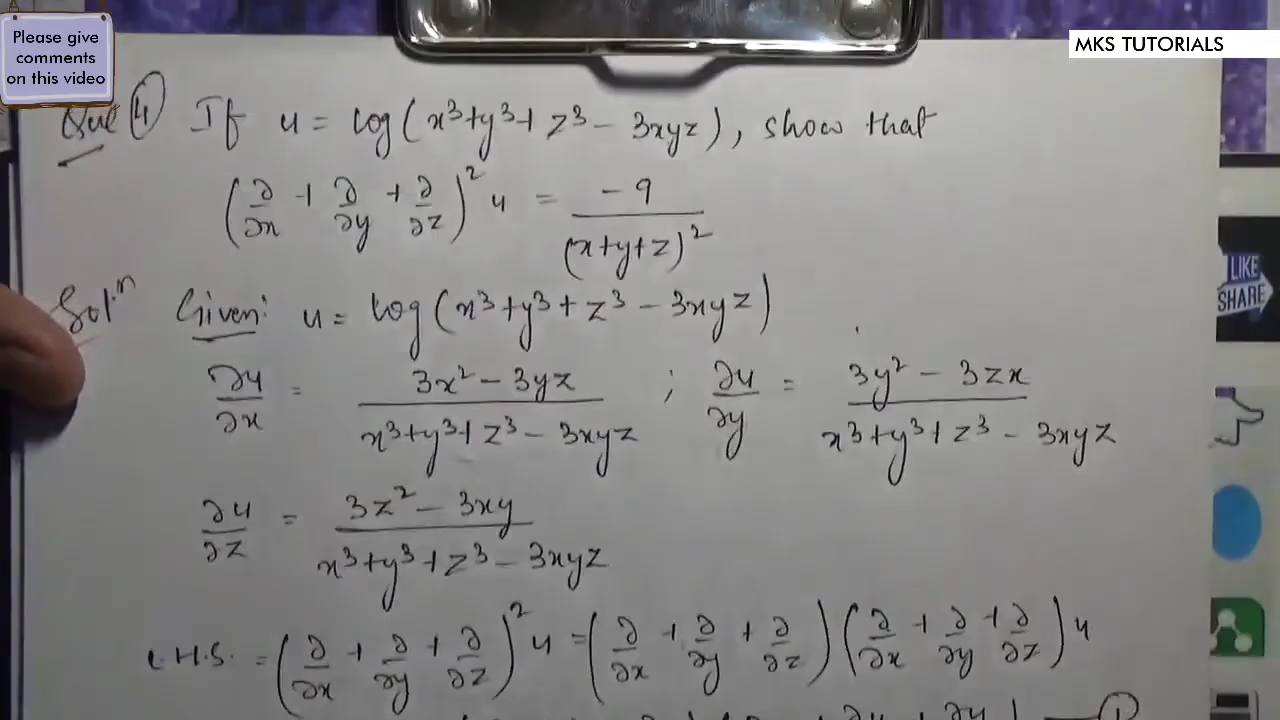 Please give
comments
on this video
MKS TUTORIALS
Que ④ If u = log(x³+y³+z³ - 3xyz), show that
(∂/∂x + ∂/∂y + ∂/∂z)² u = -9/(x+y+z)²
Sol.ⁿ Given: u = log(x³+y³+z³ - 3xyz)
∂u/∂x = (3x² - 3yz)/(x³+y³+z³ - 3xyz) ; ∂u/∂y = (3y² - 3zx)/(x³+y³+z³ - 3xyz)
∂u/∂z = (3z² - 3xy)/(x³+y³+z³ - 3xyz)
L.H.S. = (∂/∂x + ∂/∂y + ∂/∂z)² u = (∂/∂x + ∂/∂y + ∂/∂z)(∂/∂x + ∂/∂y + ∂/∂z) u
LIKE
SHARE